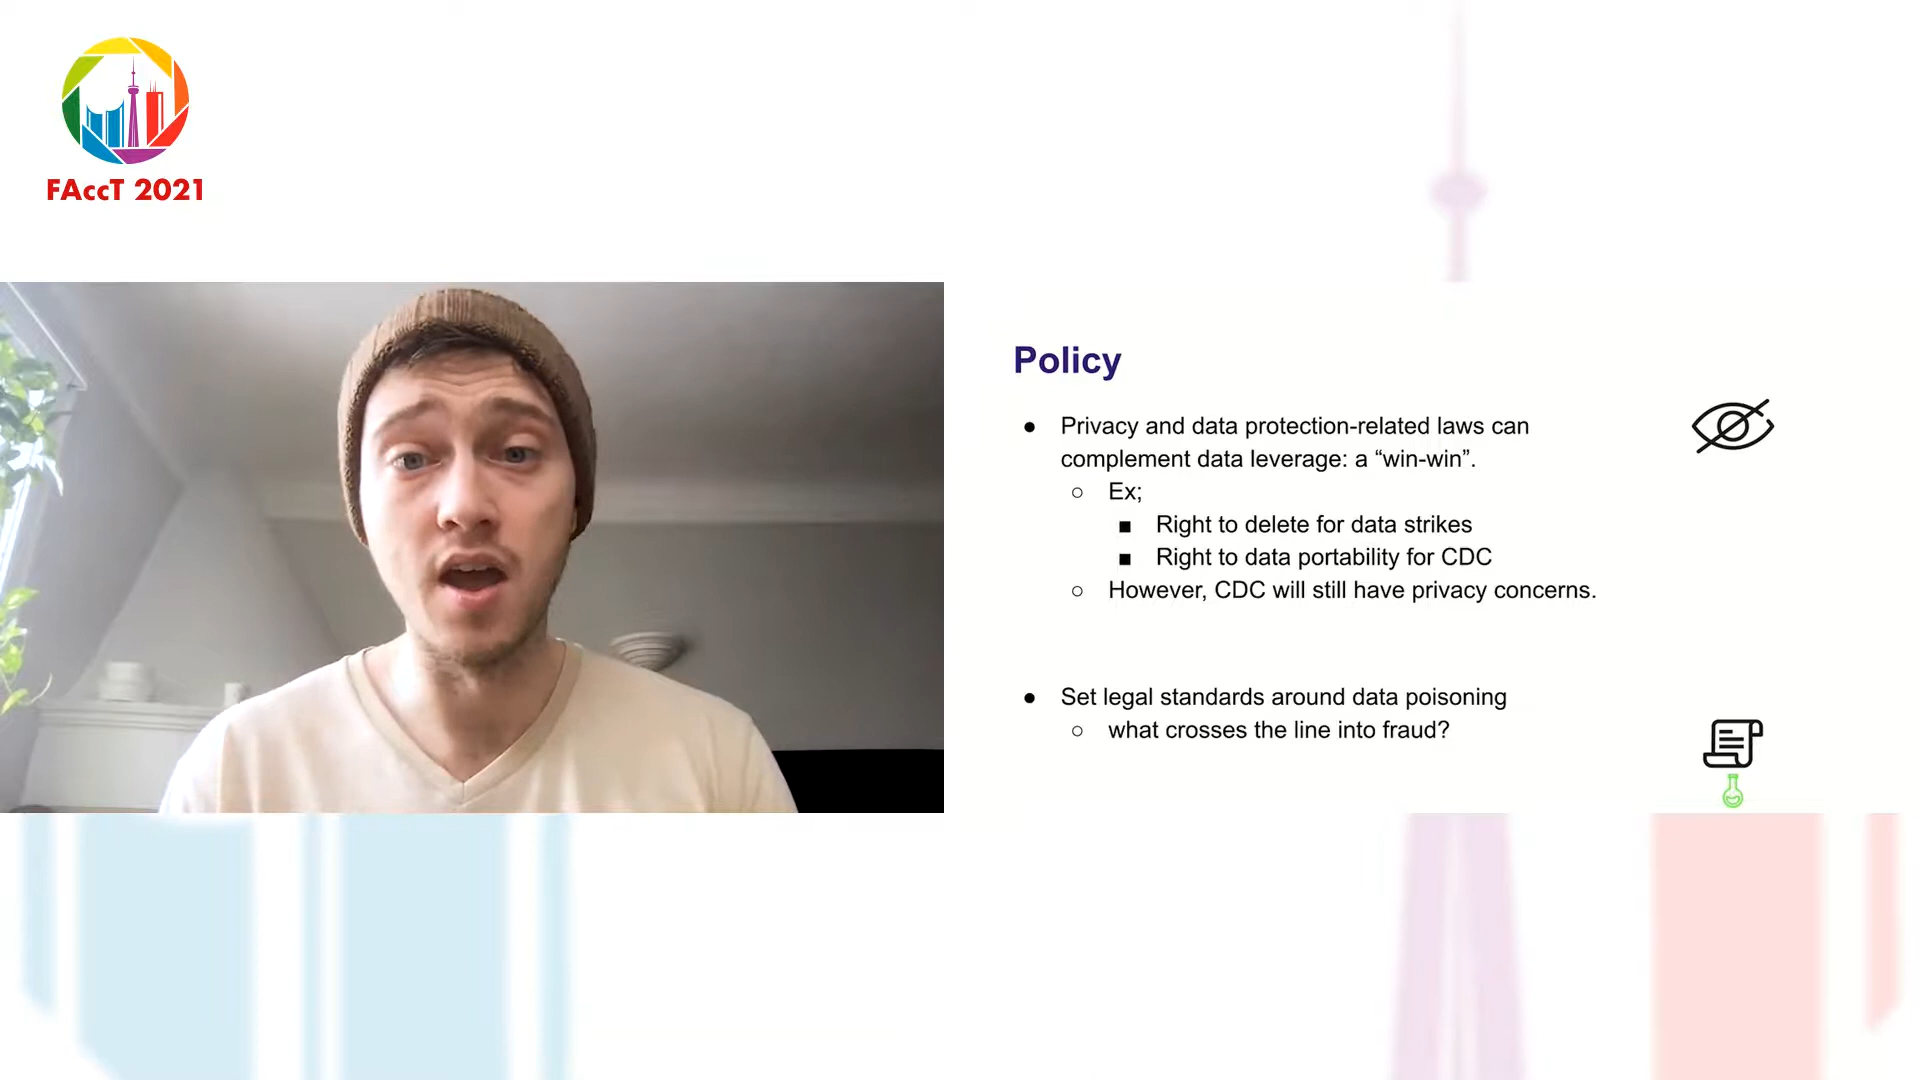 FAccT 2021
Policy
● Privacy and data protection-related laws can
complement data leverage: a “win-win”.
○ Ex;
■ Right to delete for data strikes
■ Right to data portability for CDC
○ However, CDC will still have privacy concerns.
● Set legal standards around data poisoning
○ what crosses the line into fraud?